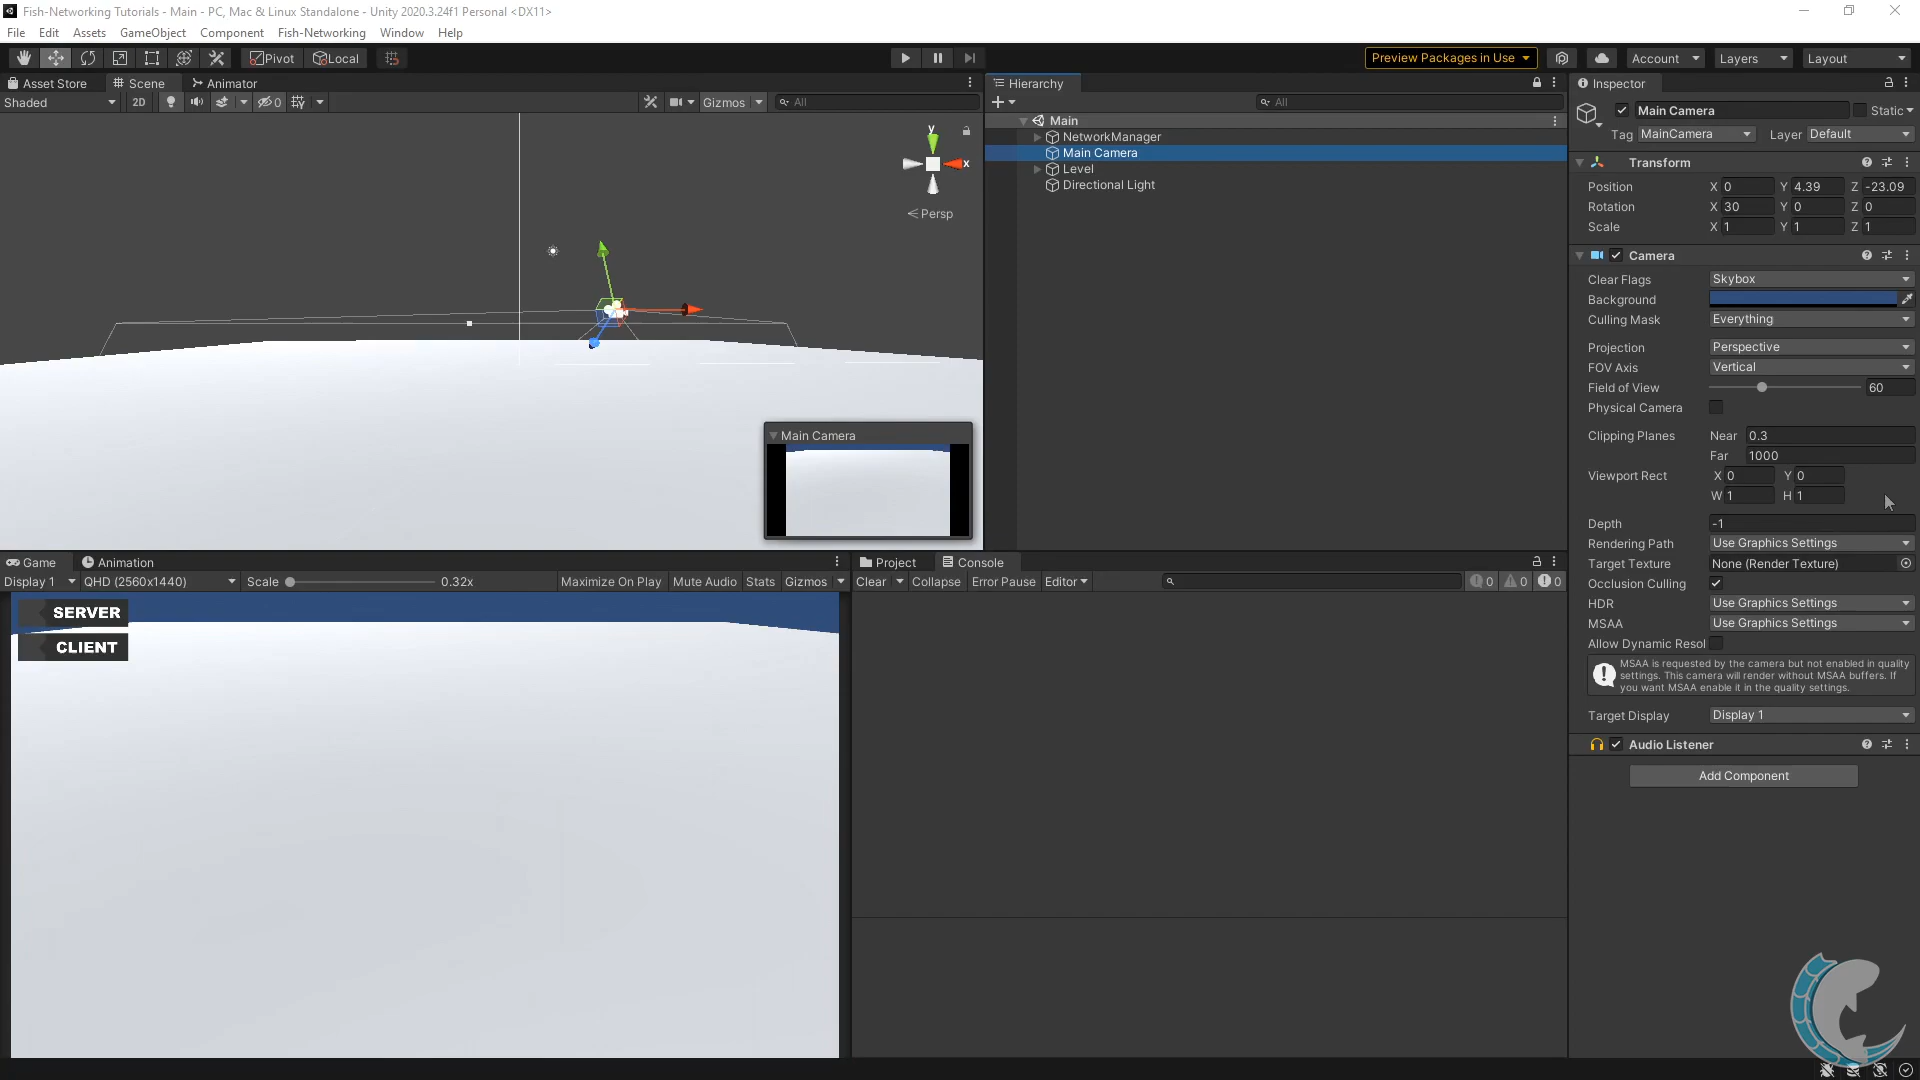 Fish-Networking Tutorials - Main - PC, Mac & Linux Standalone - Unity 2020.3.24f1 Personal <DX11>
File Edit Assets GameObject Component Fish-Networking Window Help
Pivot Local Preview Packages in Use Account Layers Layout
Asset Store Scene Animator
Shaded 2D 0 Gizmos All
y
x
Persp
Main Camera
Hierarchy
All
Main
NetworkManager
Main Camera
Level
Directional Light
Inspector
Main Camera Static
Tag MainCamera Layer Default
Transform
Position X 0 Y 4.39 Z -23.09
Rotation X 30 Y 0 Z 0
Scale X 1 Y 1 Z 1
Camera
Clear Flags Skybox
Background
Culling Mask Everything
Projection Perspective
FOV Axis Vertical
Field of View 60
Physical Camera
Clipping Planes Near 0.3
Far 1000
Viewport Rect X 0 Y 0
W 1 H 1
Depth -1
Rendering Path Use Graphics Settings
Target Texture None (Render Texture)
Occlusion Culling
HDR Use Graphics Settings
MSAA Use Graphics Settings
Allow Dynamic Resol
MSAA is requested by the camera but not enabled in quality
settings. This camera will render without MSAA buffers. If
you want MSAA enable it in the quality settings.
Target Display Display 1
Audio Listener
Add Component
Game Animation
Display 1 QHD (2560x1440) Scale 0.32x Maximize On Play Mute Audio Stats Gizmos
SERVER
CLIENT
Project Console
Clear Collapse Error Pause Editor 0 0 0